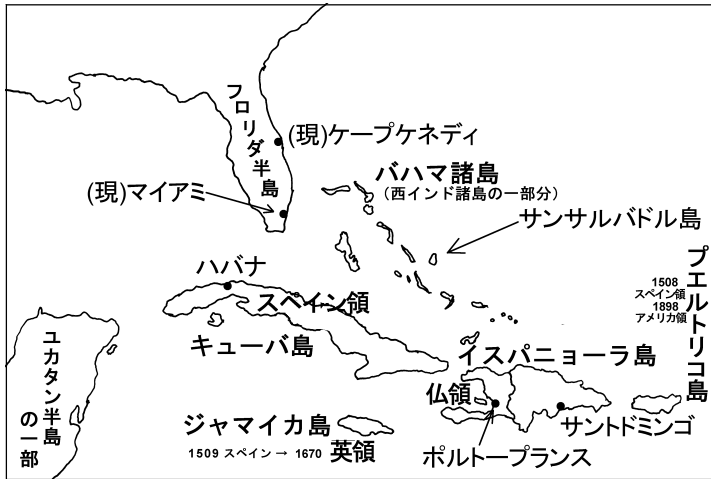 フロリダ半島
(現)ケープケネディ
バハマ諸島
(西インド諸島の一部分)
(現)マイアミ
サンサルバドル島
ハバナ
スペイン領
キューバ島
プエルトリコ島
1508
スペイン領
1898
アメリカ領
イスパニョーラ島
ユカタン半島
の一部
仏領
ジャマイカ島
サントドミンゴ
1509 スペイン → 1670 英領
ポルトープランス